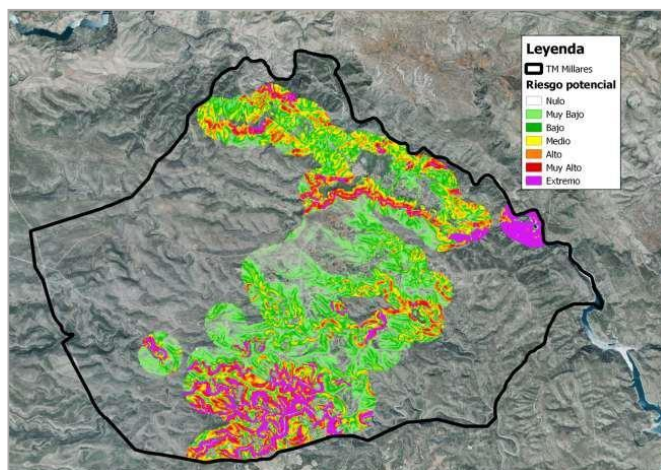 Leyenda
TM Millares
Riesgo potencial
Nulo
Muy Bajo
Bajo
Medio
Alto
Muy Alto
Extremo